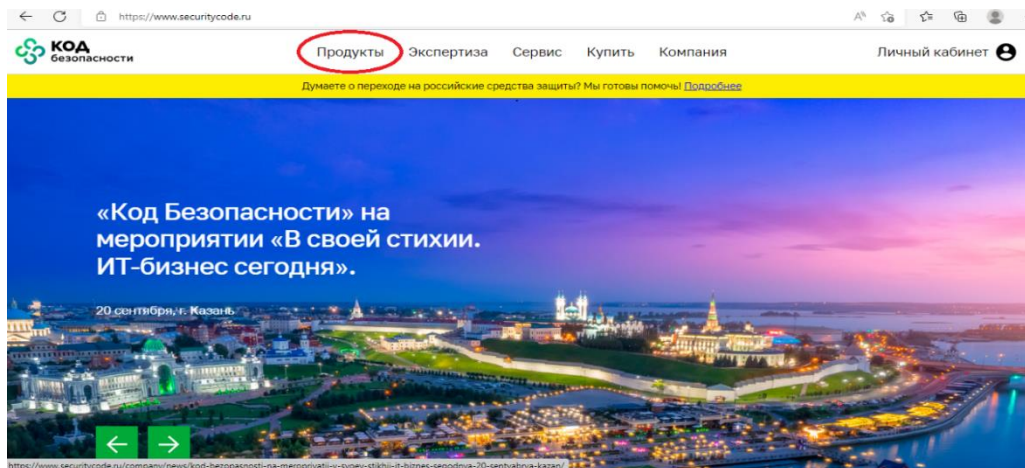 https://www.securitycode.ru
КОД
безопасности
Продукты Экспертиза Сервис Купить Компания Личный кабинет
Думаете о переходе на российские средства защиты? Мы готовы помочь! Подробнее
«Код Безопасности» на
мероприятии «В своей стихии.
ИТ-бизнес сегодня».
20 сентября, г. Казань
https://www.securitycode.ru/company/news/kod-bezopasnosti-na-meropriyatii-v-svoey-stikhii-it-biznes-segodnya-20-sentyabrya-kazan/